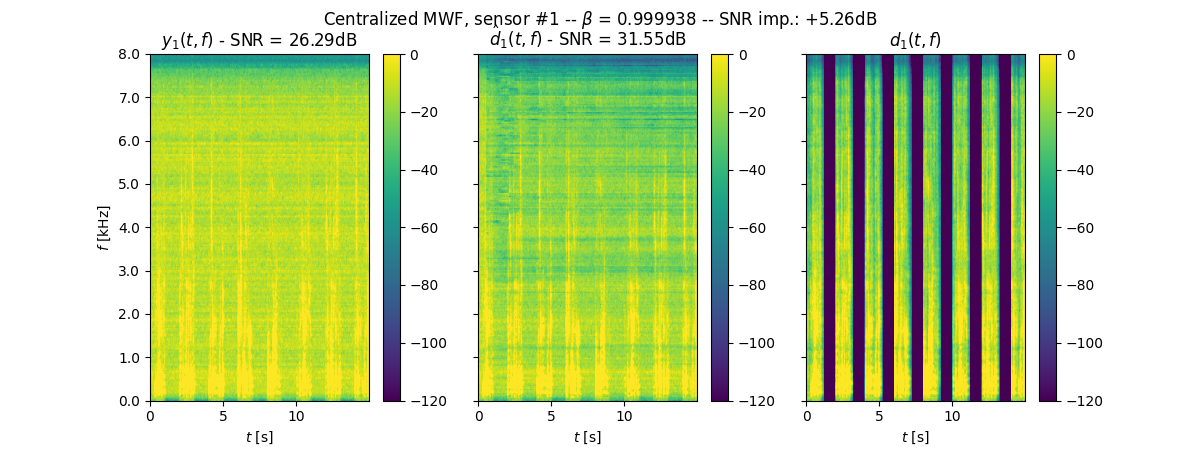 Centralized MWF, sensor #1 -- β = 0.999938 -- SNR imp.: +5.26dB
y₁(t, f) - SNR = 26.29dB
d̂₁(t, f) - SNR = 31.55dB
d₁(t, f)
f [kHz]
8.0
7.0
6.0
5.0
4.0
3.0
2.0
1.0
0.0
0 5 10
t [s]
0
−20
−40
−60
−80
−100
−120
0 5 10
t [s]
0
−20
−40
−60
−80
−100
−120
0 5 10
t [s]
0
−20
−40
−60
−80
−100
−120